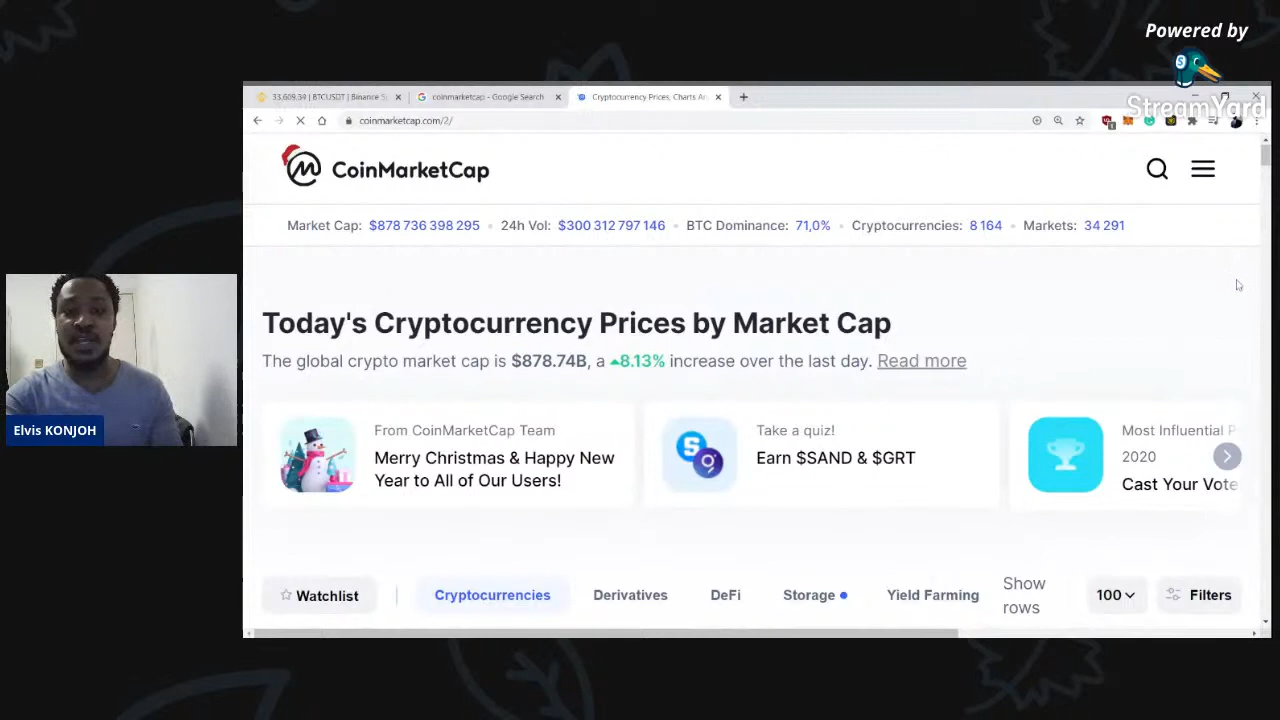 Powered by
StreamYard
33,609.39 | BTCUSDT | Binance S
coinmarketcap - Google Search
Cryptocurrency Prices, Charts An
coinmarketcap.com/2/
CoinMarketCap
Market Cap: $878 736 398 295 • 24h Vol: $300 312 797 146 • BTC Dominance: 71,0% • Cryptocurrencies: 8 164 • Markets: 34 291
Today's Cryptocurrency Prices by Market Cap
The global crypto market cap is $878.74B, a 8.13% increase over the last day. Read more
From CoinMarketCap Team
Merry Christmas & Happy New
Year to All of Our Users!
Take a quiz!
Earn $SAND & $GRT
Most Influential P
2020
Cast Your Vote
Elvis KONJOH
Watchlist
Cryptocurrencies
Derivatives
DeFi
Storage
Yield Farming
Show
rows
100
Filters